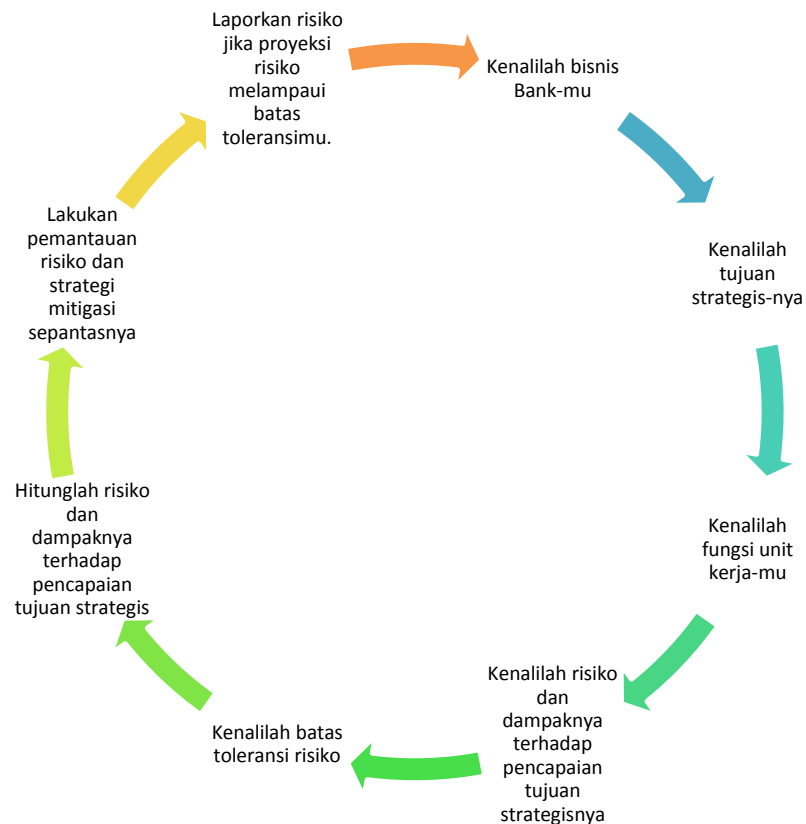 Laporkan risiko
jika proyeksi
risiko
melampaui
batas
toleransimu.
Kenalilah bisnis
Bank-mu
Kenalilah
tujuan
strategis-nya
Kenalilah
fungsi unit
kerja-mu
Kenalilah risiko
dan
dampaknya
terhadap
pencapaian
tujuan
strategisnya
Kenalilah batas
toleransi risiko
Hitunglah risiko
dan
dampaknya
terhadap
pencapaian
tujuan strategis
Lakukan
pemantauan
risiko dan
strategi
mitigasi
sepantasnya